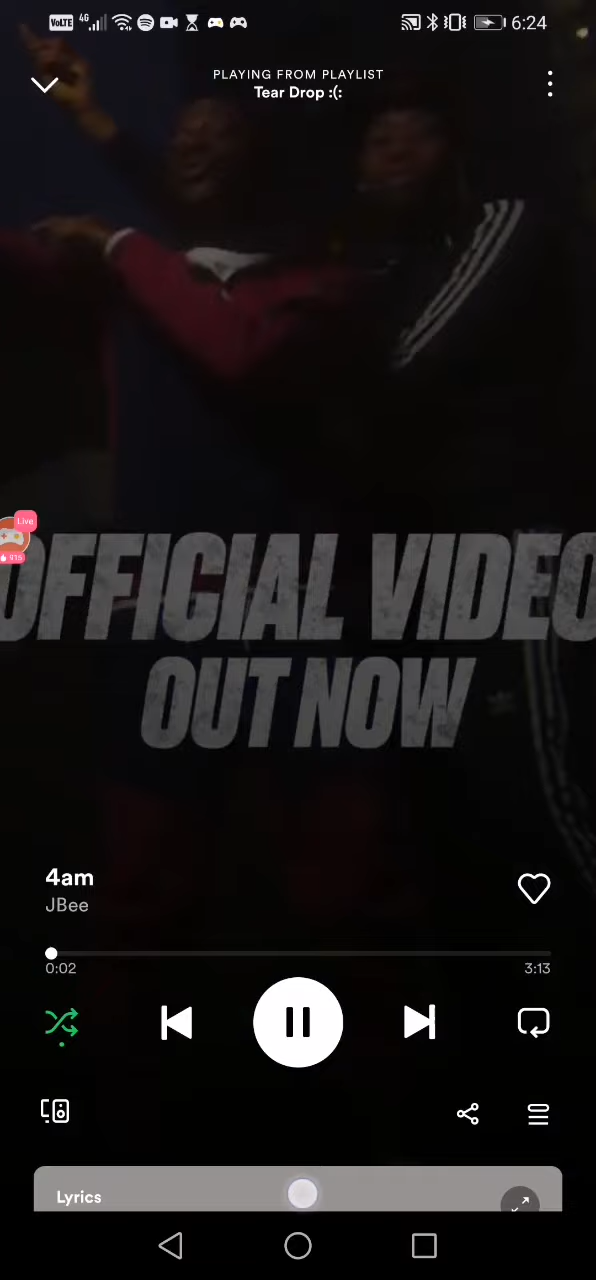 VoLTE 4G 6:24
PLAYING FROM PLAYLIST
Tear Drop :(:
Live
915
OFFICIAL VIDEO
OUT NOW
4am
JBee
0:02 3:13
Lyrics